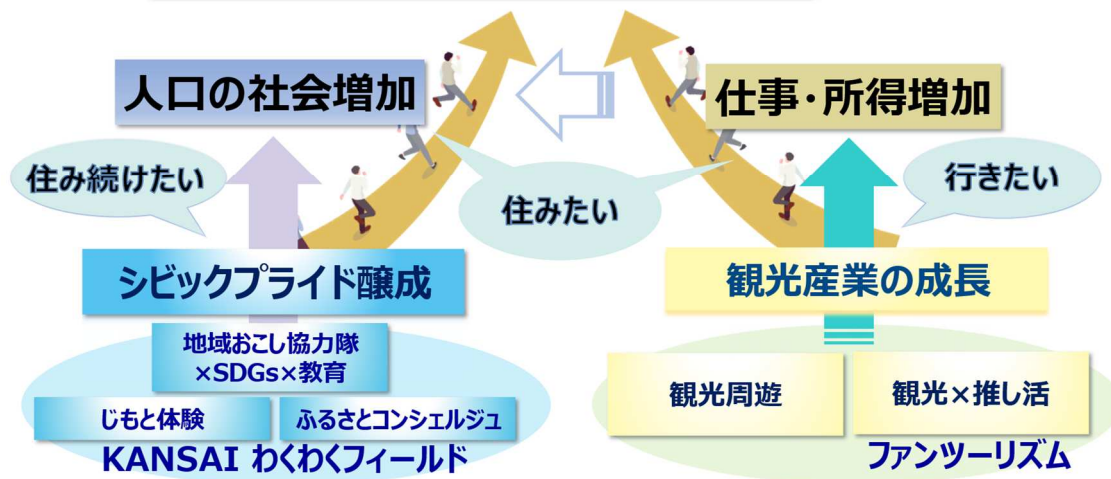 人口の社会増加
仕事・所得増加
住み続けたい
住みたい
行きたい
シビックプライド醸成
観光産業の成長
地域おこし協力隊
×SDGs×教育
じもと体験
ふるさとコンシェルジュ
KANSAI わくわくフィールド
観光周遊
観光×推し活
ファンツーリズム